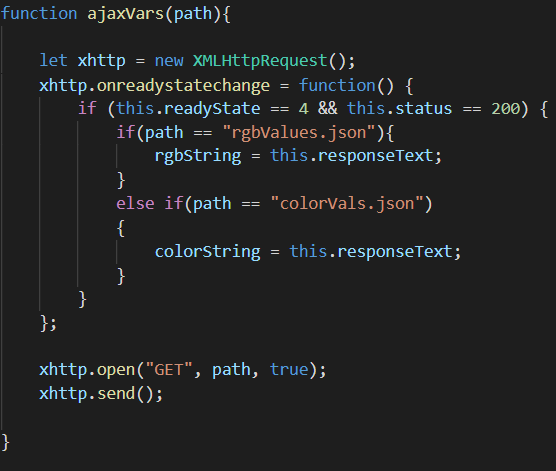 function ajaxVars(path){
let xhttp = new XMLHttpRequest();
xhttp.onreadystatechange = function() {
if (this.readyState == 4 && this.status == 200) {
if(path == "rgbValues.json"){
rgbString = this.responseText;
}
else if(path == "colorVals.json")
{
colorString = this.responseText;
}
}
};
xhttp.open("GET", path, true);
xhttp.send();
}